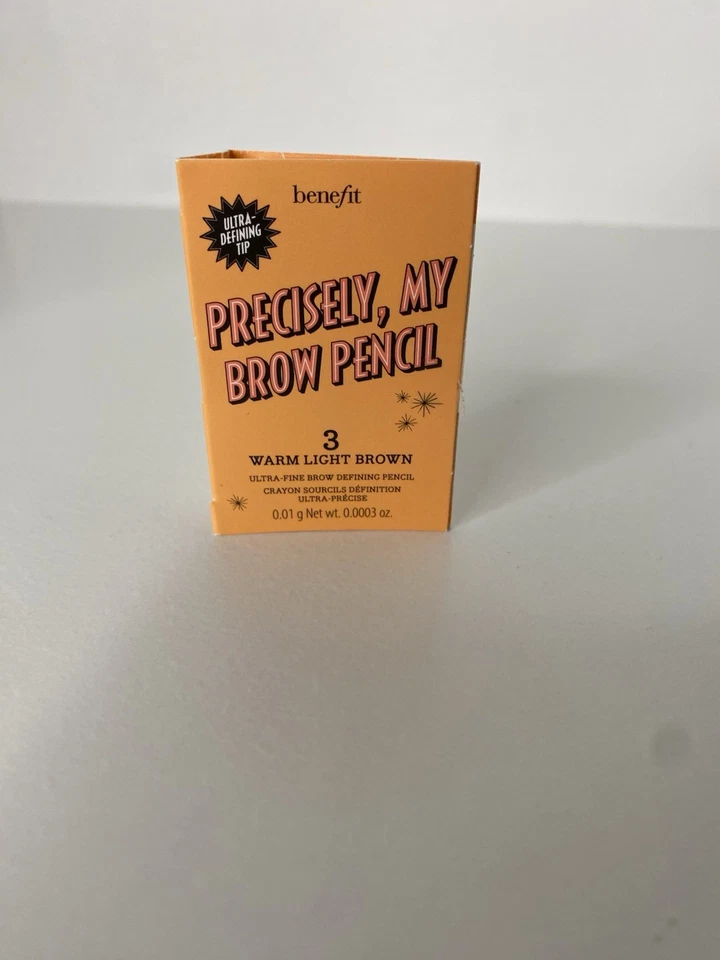 benefit
ULTRA-
DEFINING
TIP
PRECISELY, MY
BROW PENCIL
3
WARM LIGHT BROWN
ULTRA-FINE BROW DEFINING PENCIL
CRAYON SOURCILS DÉFINITION
ULTRA-PRÉCISE
0.01 g Net wt. 0.0003 oz.